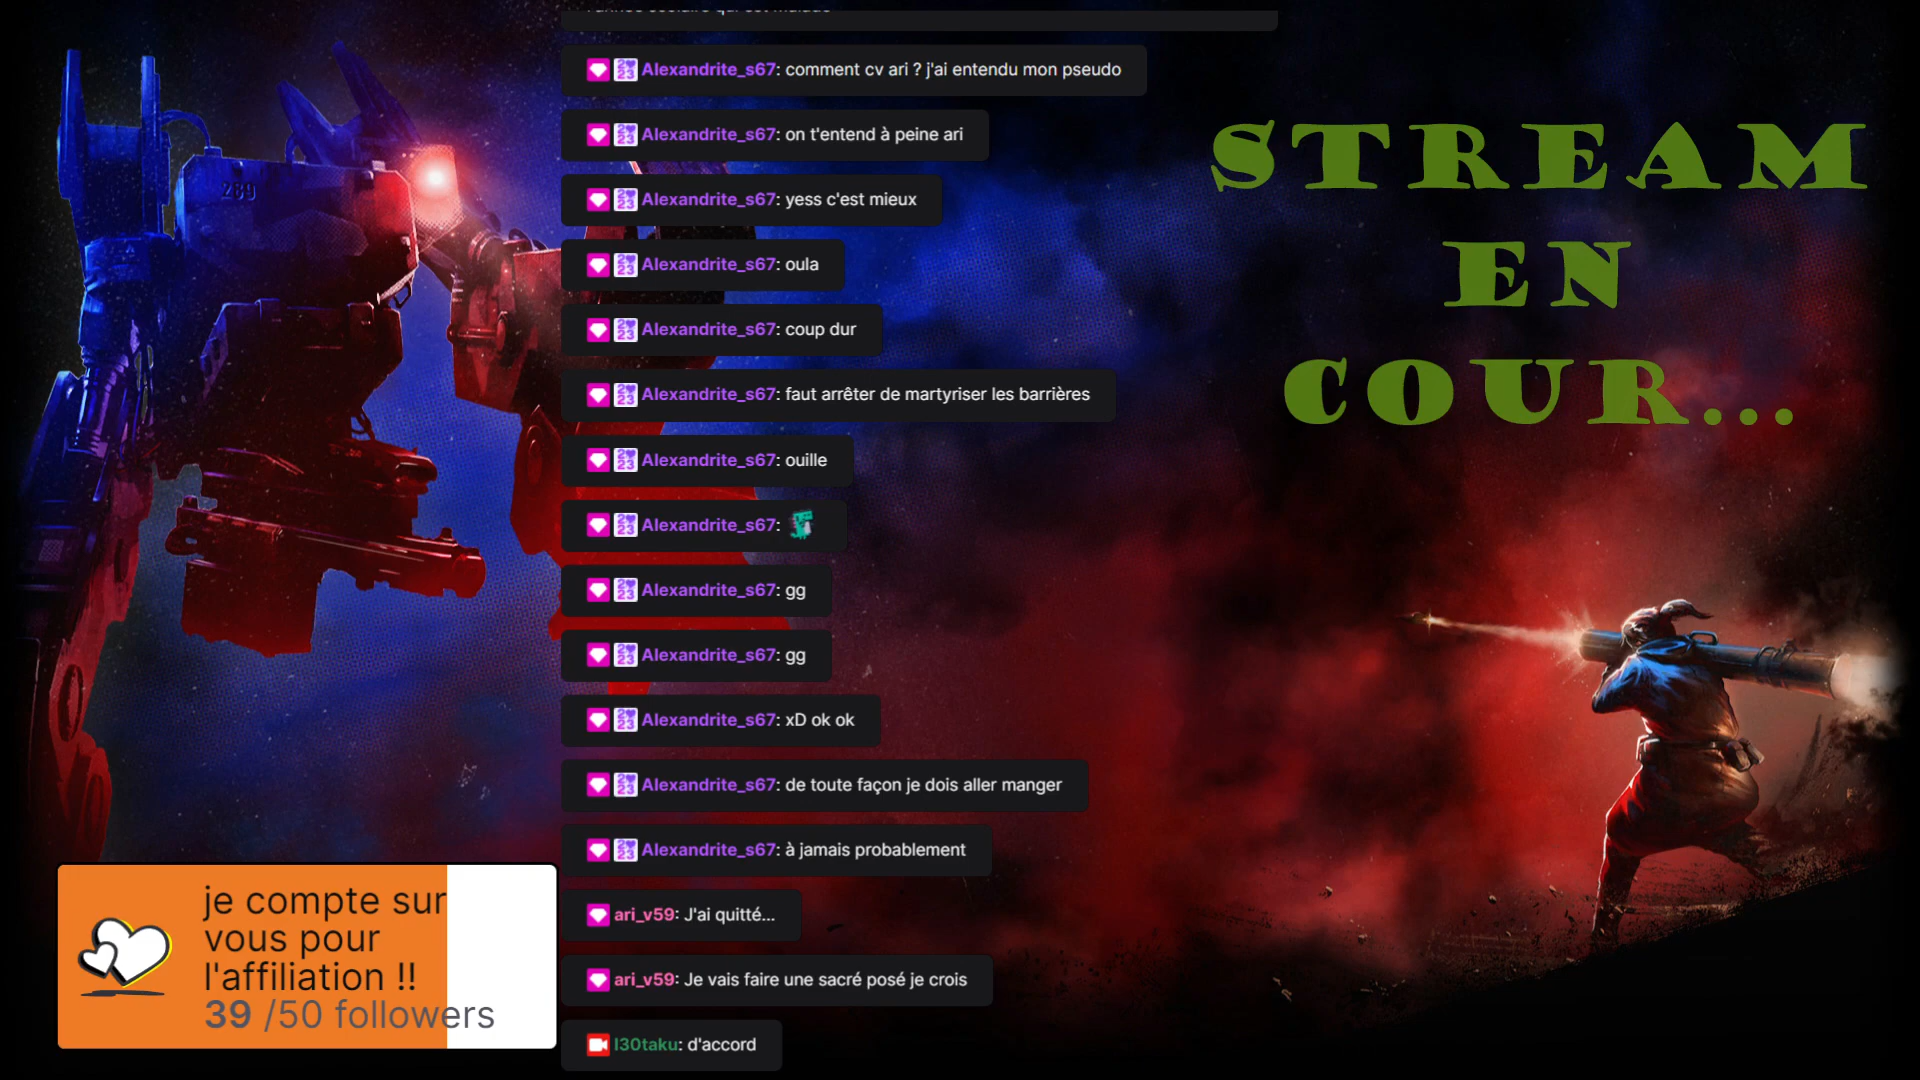 Alexandrite_s67: comment cv ari ? j'ai entendu mon pseudo
Alexandrite_s67: on t'entend à peine ari
Alexandrite_s67: yess c'est mieux
Alexandrite_s67: oula
Alexandrite_s67: coup dur
Alexandrite_s67: faut arrêter de martyriser les barrières
Alexandrite_s67: ouille
Alexandrite_s67:
Alexandrite_s67: gg
Alexandrite_s67: gg
Alexandrite_s67: xD ok ok
Alexandrite_s67: de toute façon je dois aller manger
Alexandrite_s67: à jamais probablement
ari_v59: J'ai quitté...
ari_v59: Je vais faire une sacré posé je crois
l30taku: d'accord
STREAM
EN
COUR...
269
je compte sur
vous pour
l'affiliation !!
39 /50 followers